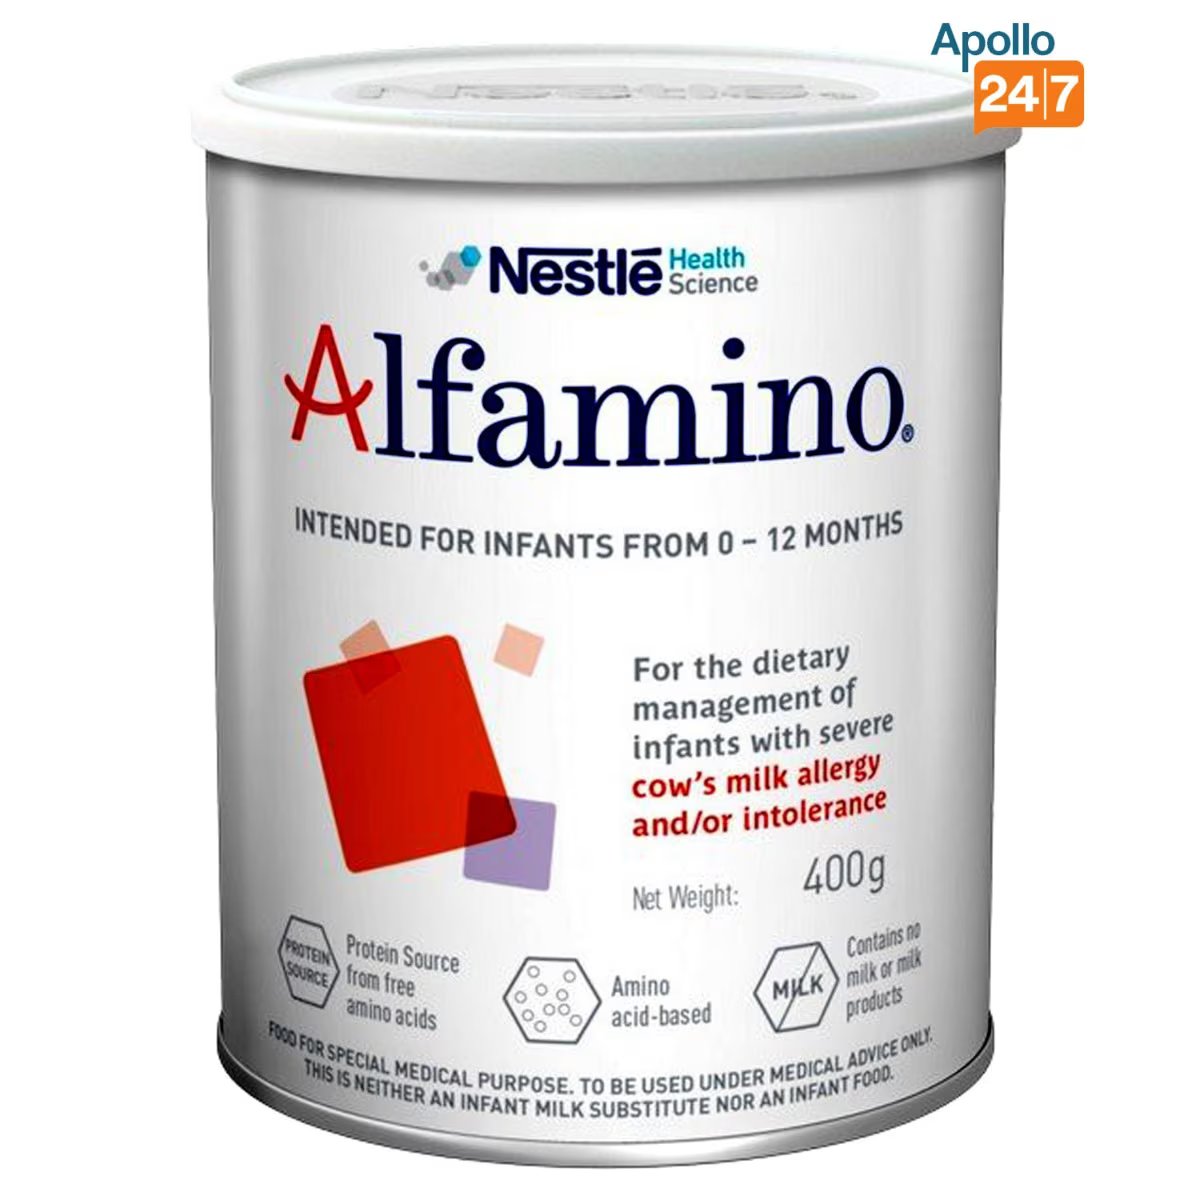 Apollo
24|7
Nestlé
Nestlé Health Science
Alfamino®
INTENDED FOR INFANTS FROM 0 – 12 MONTHS
For the dietary
management of
infants with severe
cow's milk allergy
and/or intolerance
Net Weight: 400g
PROTEIN
SOURCE
Protein Source
from free
amino acids
Amino
acid-based
MILK
Contains no
milk or milk
products
FOOD FOR SPECIAL MEDICAL PURPOSE. TO BE USED UNDER MEDICAL ADVICE ONLY.
THIS IS NEITHER AN INFANT MILK SUBSTITUTE NOR AN INFANT FOOD.